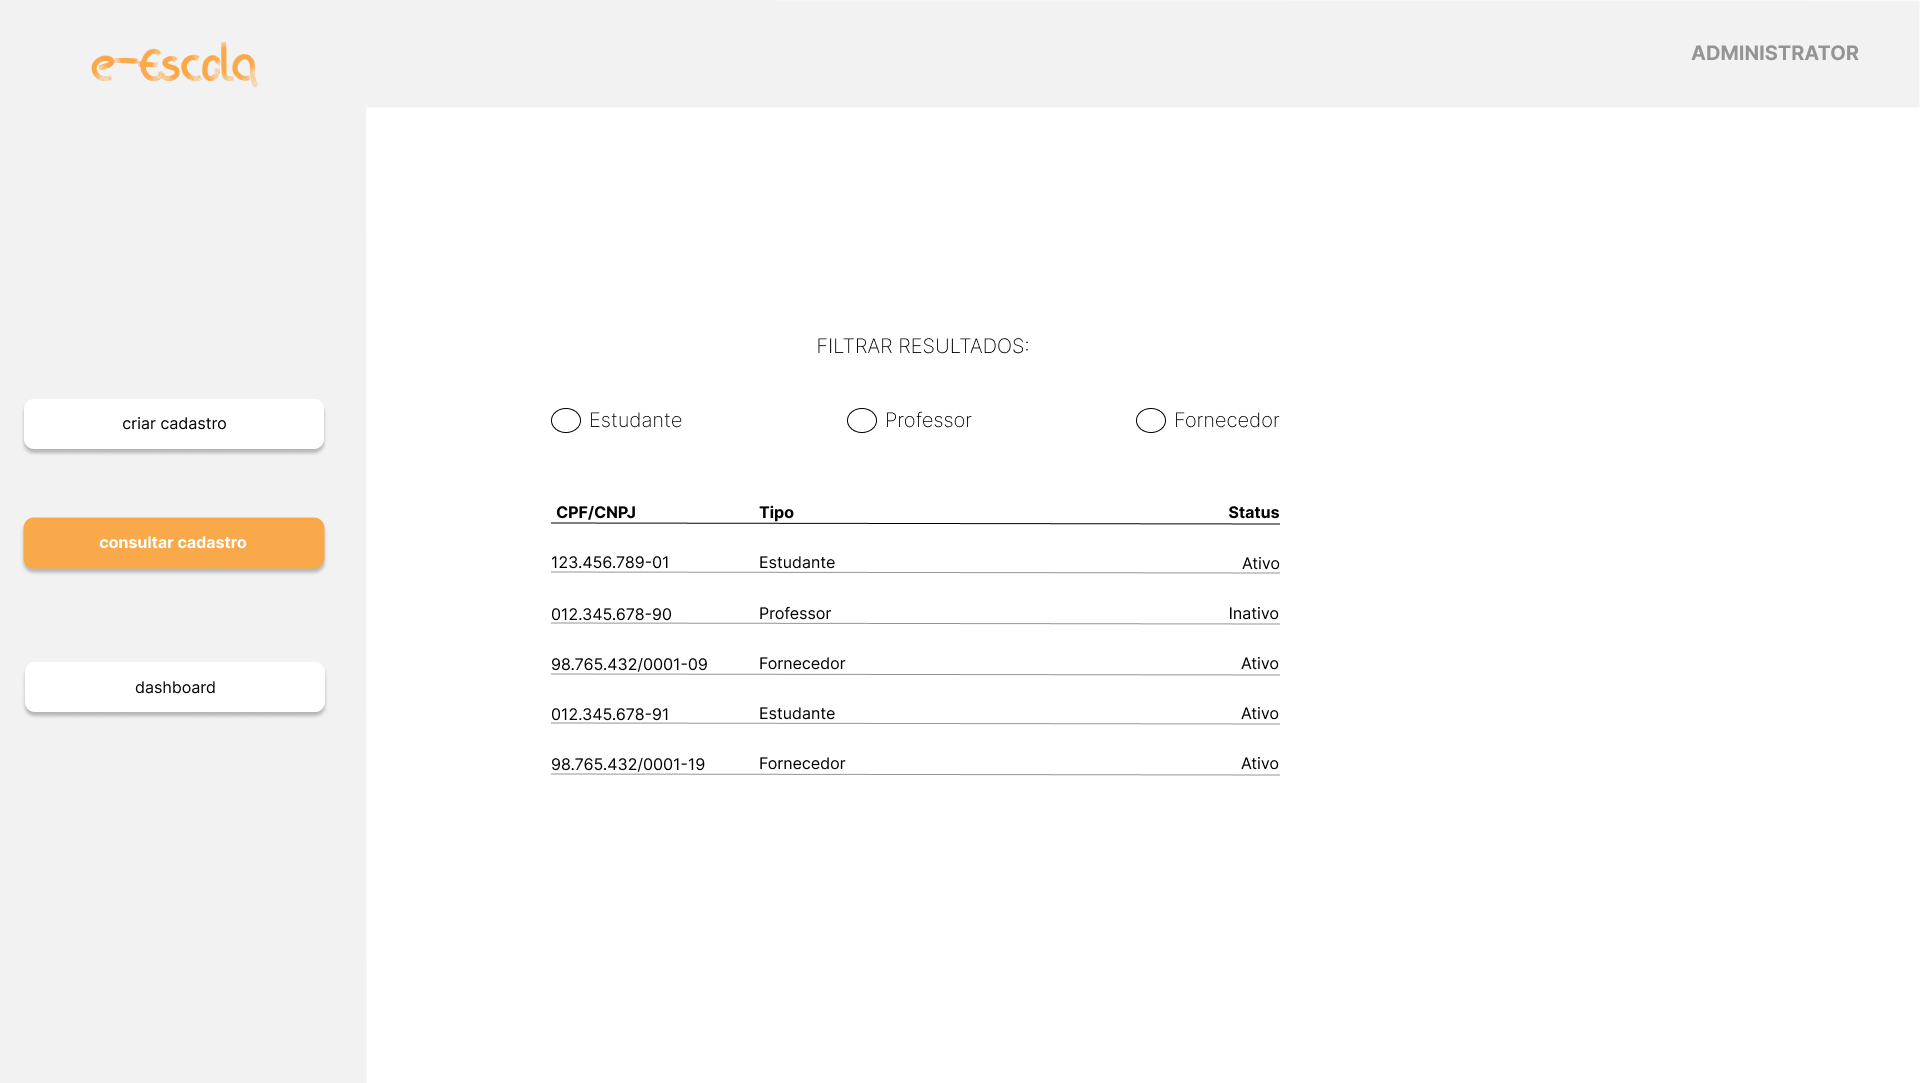 e-Escola
ADMINISTRATOR
criar cadastro
consultar cadastro
dashboard
FILTRAR RESULTADOS:
Estudante Professor Fornecedor
CPF/CNPJ Tipo Status
123.456.789-01 Estudante Ativo
012.345.678-90 Professor Inativo
98.765.432/0001-09 Fornecedor Ativo
012.345.678-91 Estudante Ativo
98.765.432/0001-19 Fornecedor Ativo